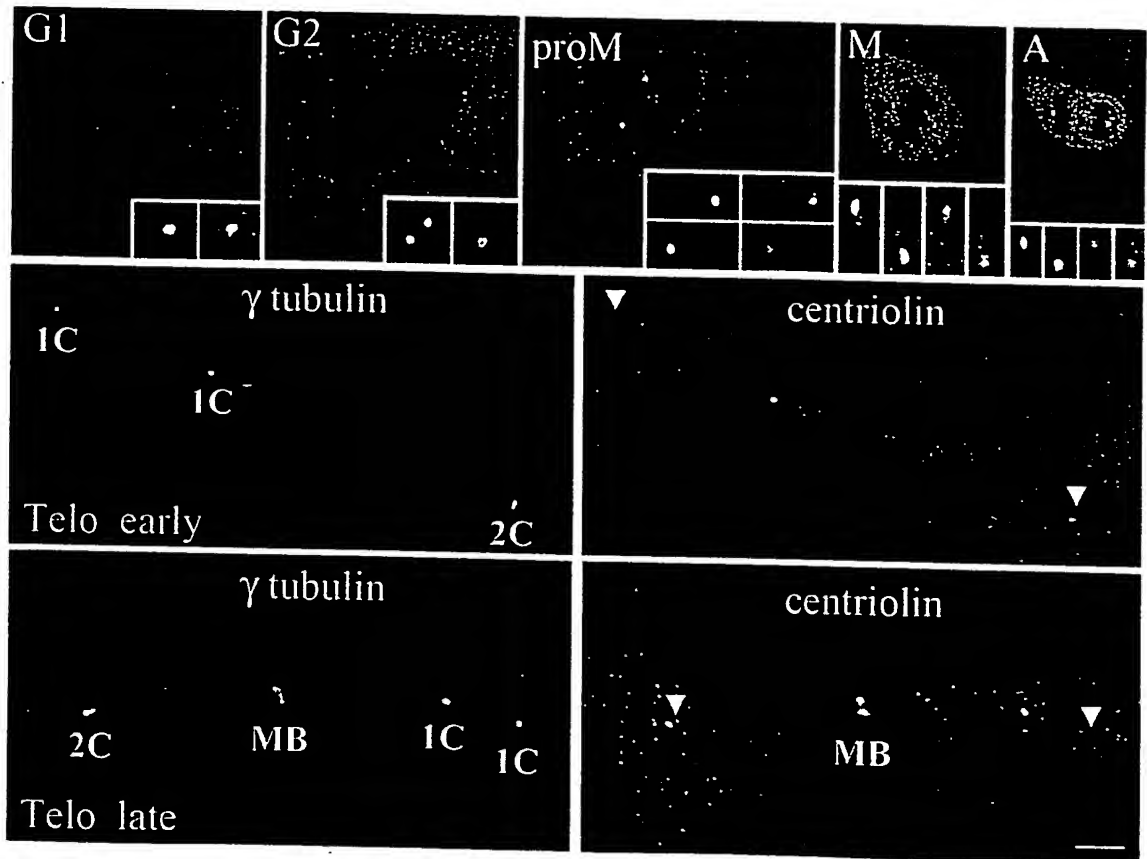 G1 G2 proM M A
γ tubulin centriolin
1C
1C
Telo early 2C
γ tubulin centriolin
2C MB 1C 1C MB
Telo late